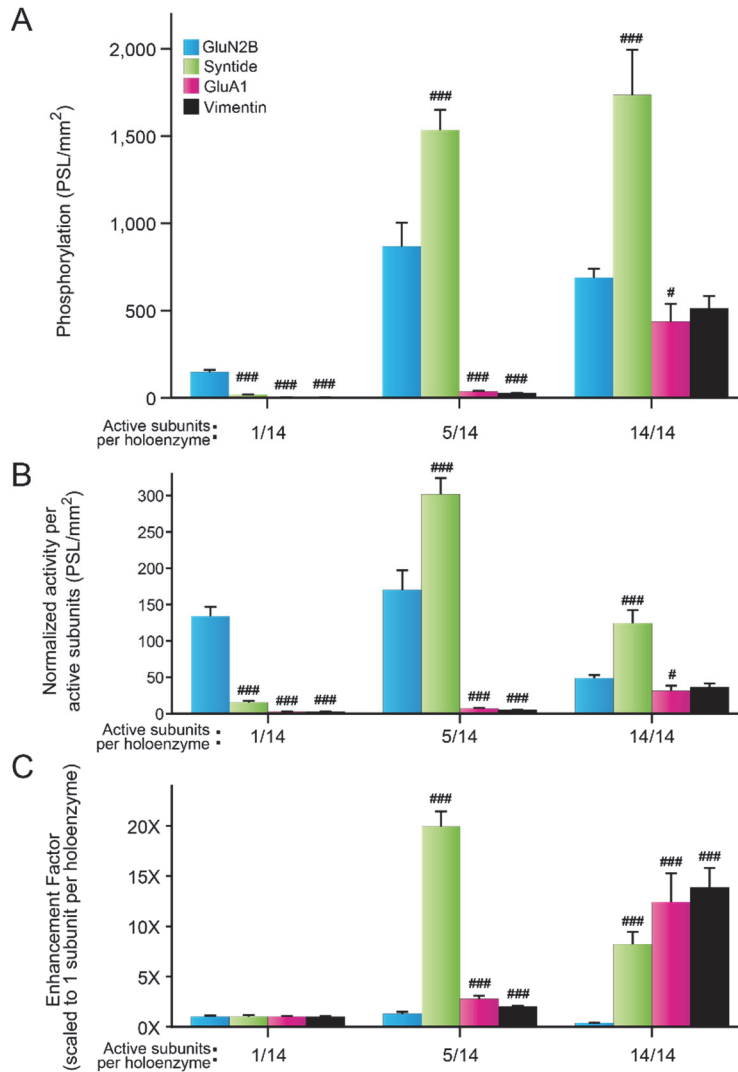 A
Phosphorylation (PSL/mm²)
2,000
1,500
1,000
500
0
GluN2B
Syntide
GluA1
Vimentin
### ### ###
### ### ###
### #
Active subunits
per holoenzyme:
1/14 5/14 14/14
B
Normalized activity per
active subunits (PSL/mm²)
300
250
200
150
100
50
0
### ### ###
### ### ###
### #
Active subunits
per holoenzyme:
1/14 5/14 14/14
C
Enhancement Factor
(scaled to 1 subunit per holoenzyme)
20X
15X
10X
5X
0X
### ### ###
### ### ###
Active subunits
per holoenzyme:
1/14 5/14 14/14